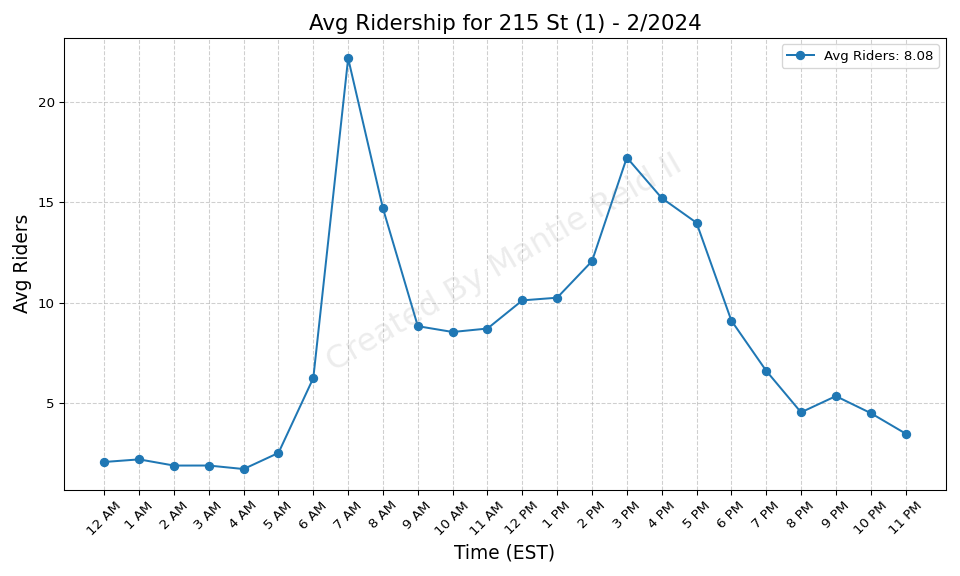 Avg Ridership for 215 St (1) - 2/2024
Avg Riders: 8.08
20
15
10
5
Avg Riders
Created By Mantle Reid II
12 AM
1 AM
2 AM
3 AM
4 AM
5 AM
6 AM
7 AM
8 AM
9 AM
10 AM
11 AM
12 PM
1 PM
2 PM
3 PM
4 PM
5 PM
6 PM
7 PM
8 PM
9 PM
10 PM
11 PM
Time (EST)